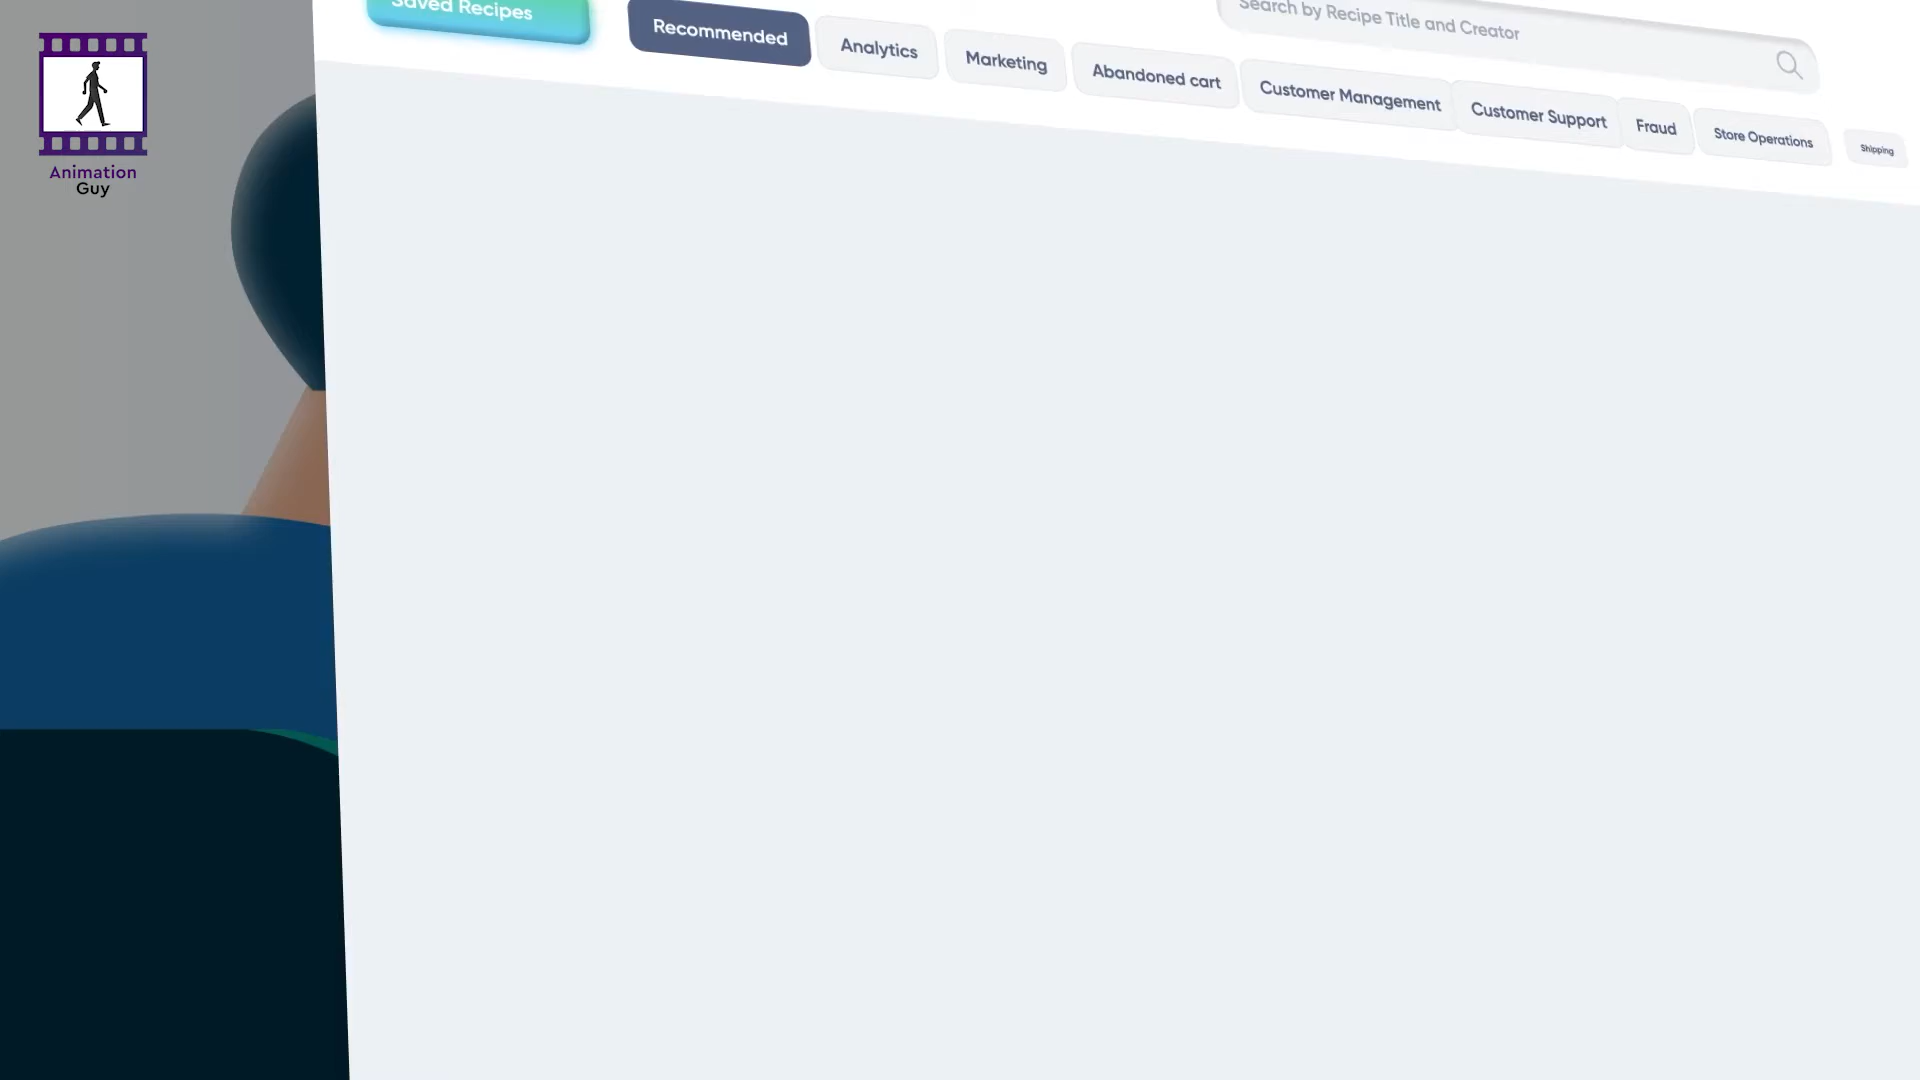 Animation
Guy
Saved Recipes
Search by Recipe Title and Creator
Recommended
Analytics
Marketing
Abandoned cart
Customer Management
Customer Support
Fraud
Store Operations
Shipping